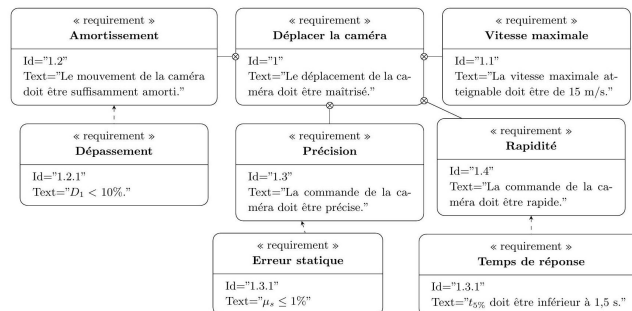 « requirement »
Amortissement
Id="1.2"
Text="Le mouvement de la caméra
doit être suffisamment amorti."
« requirement »
Déplacer la caméra
Id="1"
Text="Le déplacement de la ca-
méra doit être maîtrisé."
« requirement »
Vitesse maximale
Id="1.1"
Text="La vitesse maximale at-
teignable doit être de 15 m/s."
« requirement »
Dépassement
Id="1.2.1"
Text="D₁ < 10%."
« requirement »
Précision
Id="1.3"
Text="La commande de la ca-
méra doit être précise."
« requirement »
Rapidité
Id="1.4"
Text="La commande de la ca-
méra doit être rapide."
« requirement »
Erreur statique
Id="1.3.1"
Text="μₛ ≤ 1%"
« requirement »
Temps de réponse
Id="1.3.1"
Text="t₅% doit être inférieur à 1,5 s."